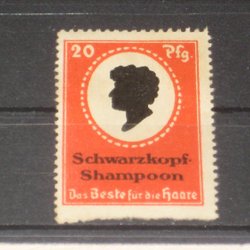 20 Pfg.
Schwarzkopf-
Shampoon
Das Beste für die Haare